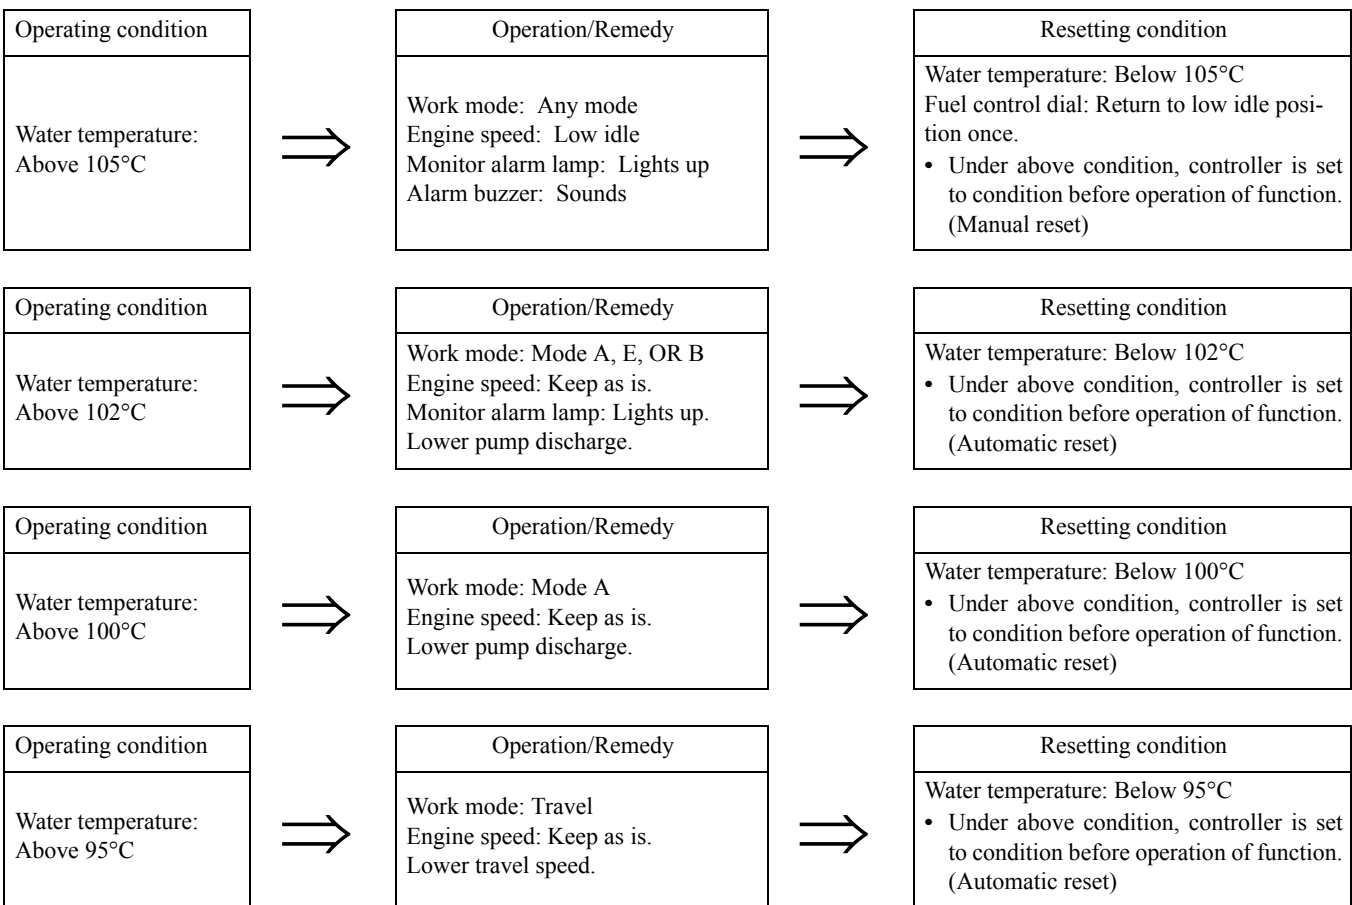 Operating condition
Water temperature:
Above 105°C
Operation/Remedy
Work mode: Any mode
Engine speed: Low idle
Monitor alarm lamp: Lights up
Alarm buzzer: Sounds
Resetting condition
Water temperature: Below 105°C
Fuel control dial: Return to low idle posi-
tion once.
• Under above condition, controller is set
to condition before operation of function.
(Manual reset)
Operating condition
Water temperature:
Above 102°C
Operation/Remedy
Work mode: Mode A, E, OR B
Engine speed: Keep as is.
Monitor alarm lamp: Lights up.
Lower pump discharge.
Resetting condition
Water temperature: Below 102°C
• Under above condition, controller is set
to condition before operation of function.
(Automatic reset)
Operating condition
Water temperature:
Above 100°C
Operation/Remedy
Work mode: Mode A
Engine speed: Keep as is.
Lower pump discharge.
Resetting condition
Water temperature: Below 100°C
• Under above condition, controller is set
to condition before operation of function.
(Automatic reset)
Operating condition
Water temperature:
Above 95°C
Operation/Remedy
Work mode: Travel
Engine speed: Keep as is.
Lower travel speed.
Resetting condition
Water temperature: Below 95°C
• Under above condition, controller is set
to condition before operation of function.
(Automatic reset)